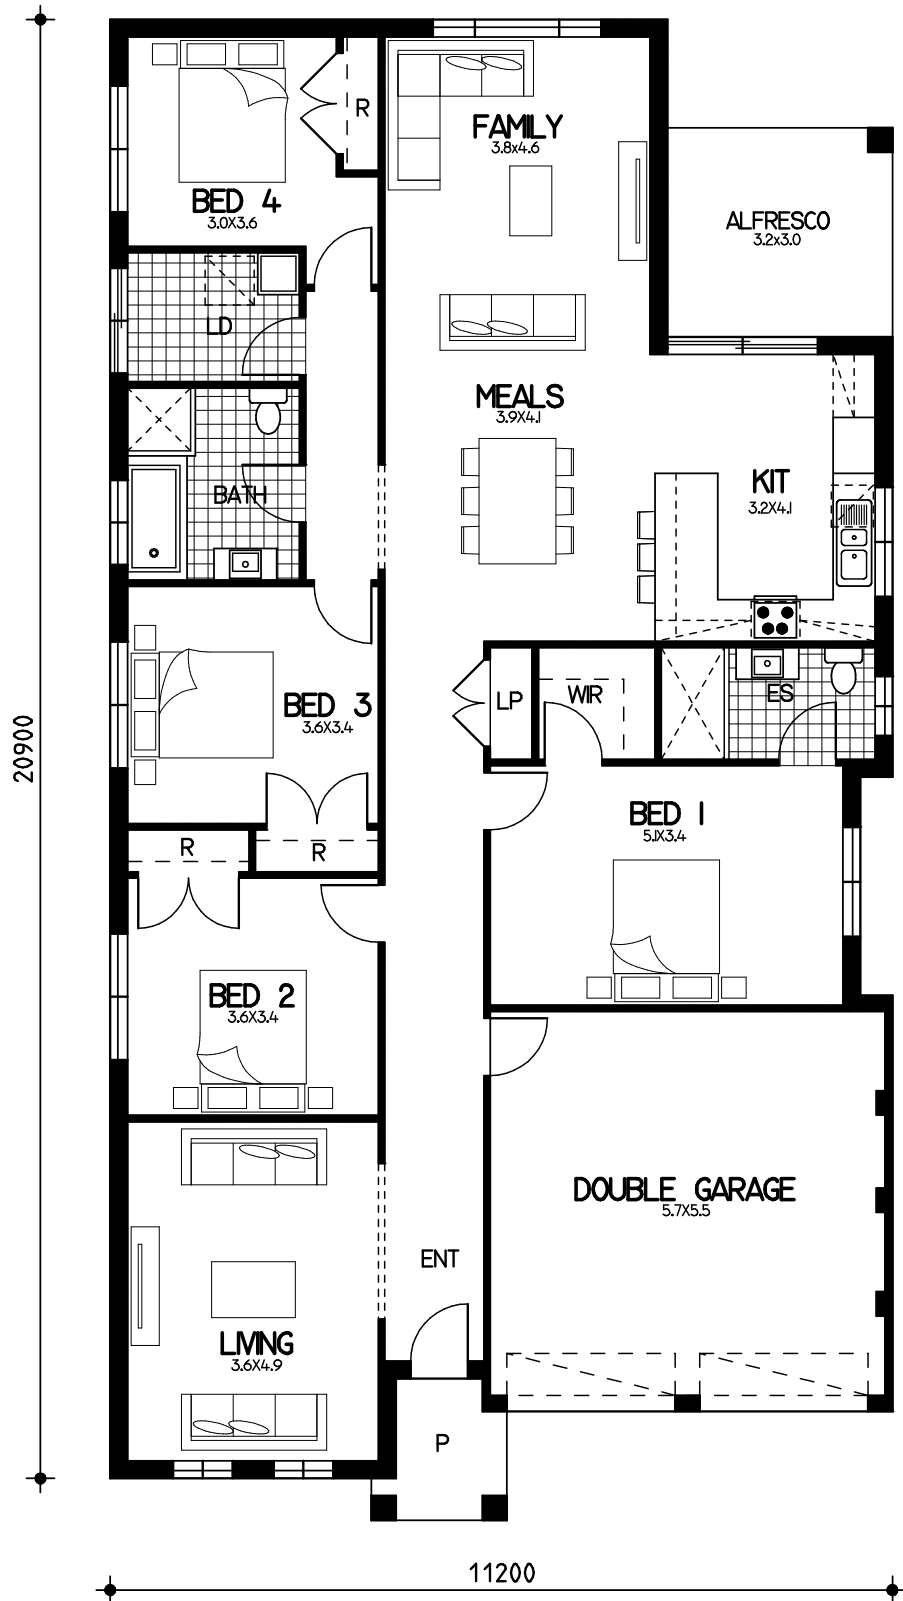 R
FAMILY
3.8x4.6
BED 4
3.0X3.6
ALFRESCO
3.2x3.0
LD
MEALS
3.9X4.1
KIT
3.2X4.1
BATH
20900
BED 3
3.6X3.4
LP
WIR
ES
R
R
BED 1
5.1X3.4
BED 2
3.6X3.4
DOUBLE GARAGE
5.7X5.5
ENT
LIVING
3.6X4.9
P
11200